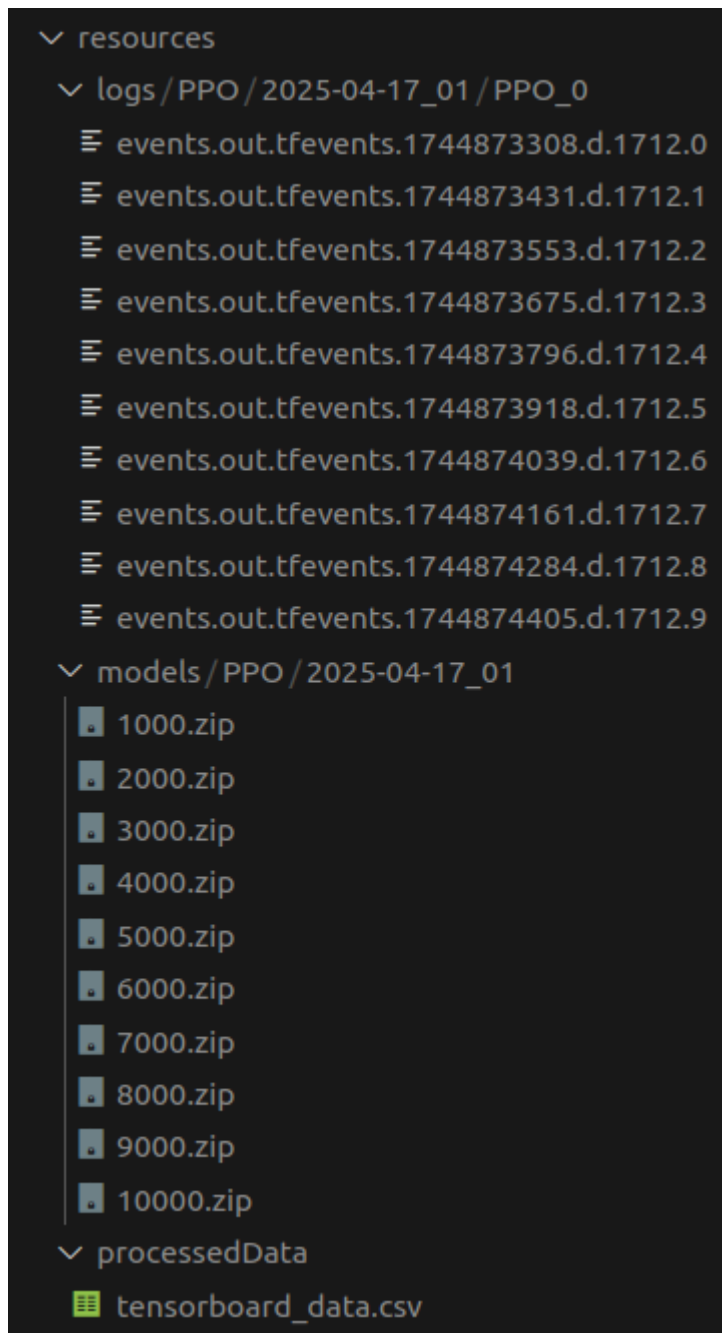 resources
logs / PPO / 2025-04-17_01 / PPO_0
events.out.tfevents.1744873308.d.1712.0
events.out.tfevents.1744873431.d.1712.1
events.out.tfevents.1744873553.d.1712.2
events.out.tfevents.1744873675.d.1712.3
events.out.tfevents.1744873796.d.1712.4
events.out.tfevents.1744873918.d.1712.5
events.out.tfevents.1744874039.d.1712.6
events.out.tfevents.1744874161.d.1712.7
events.out.tfevents.1744874284.d.1712.8
events.out.tfevents.1744874405.d.1712.9
models / PPO / 2025-04-17_01
1000.zip
2000.zip
3000.zip
4000.zip
5000.zip
6000.zip
7000.zip
8000.zip
9000.zip
10000.zip
processedData
tensorboard_data.csv